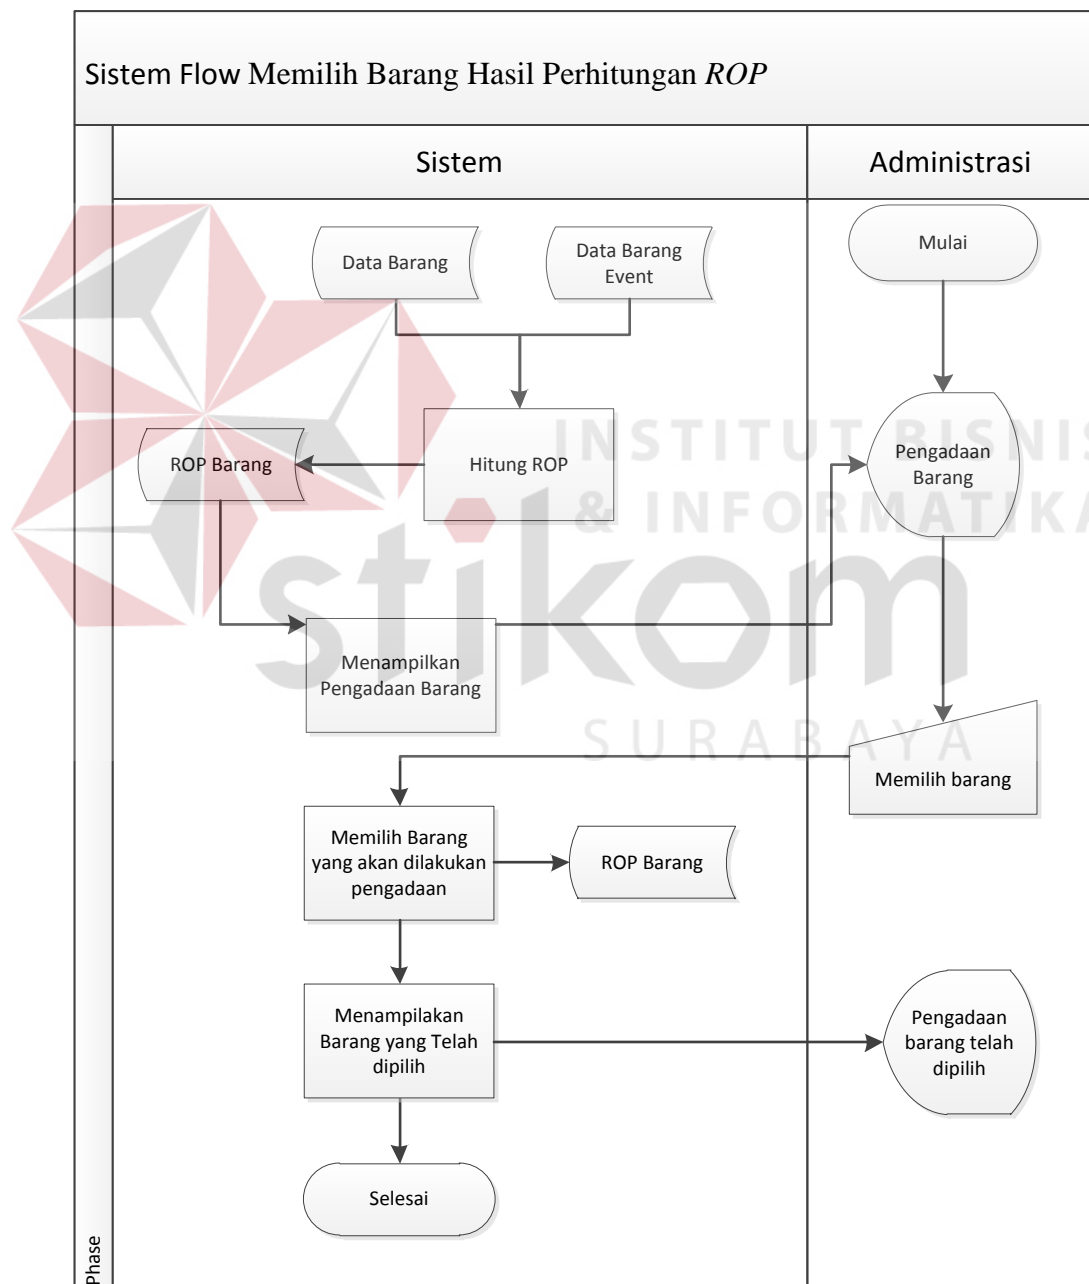 Sistem Flow Memilih Barang Hasil Perhitungan ROP
Sistem
Administrasi
Data Barang
Data Barang
Event
Mulai
ROP Barang
Hitung ROP
Pengadaan
Barang
INSTITUT BISNIS
& INFORMATIKA
stikom
SURABAYA
Menampilkan
Pengadaan Barang
Memilih barang
Memilih Barang
yang akan dilakukan
pengadaan
ROP Barang
Menampilakan
Barang yang Telah
dipilih
Pengadaan
barang telah
dipilih
Selesai
Phase